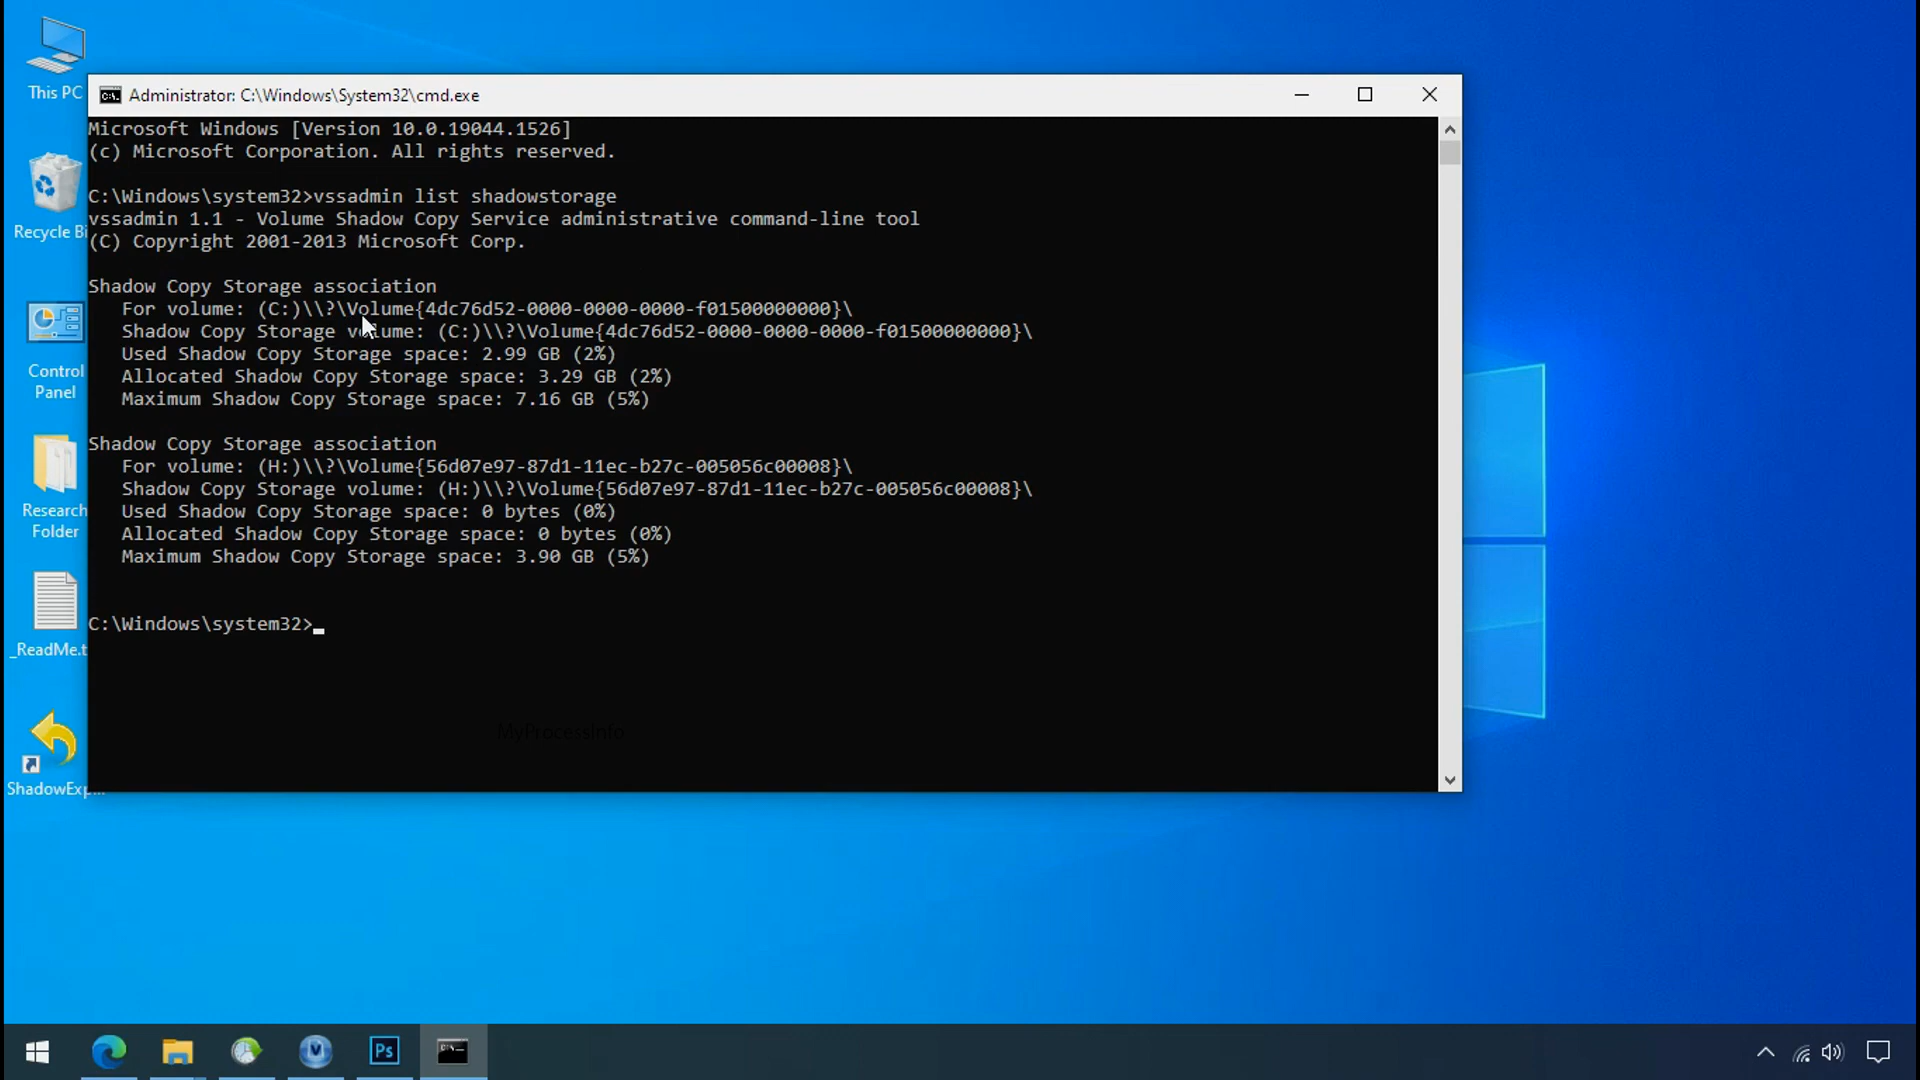 This PC
Recycle Bi
Control
Panel
Research
Folder
_ReadMe.t
ShadowExp...
Administrator: C:\Windows\System32\cmd.exe
Microsoft Windows [Version 10.0.19044.1526]
(c) Microsoft Corporation. All rights reserved.
C:\Windows\system32>vssadmin list shadowstorage
vssadmin 1.1 - Volume Shadow Copy Service administrative command-line tool
(C) Copyright 2001-2013 Microsoft Corp.
Shadow Copy Storage association
For volume: (C:)\\?\Volume{4dc76d52-0000-0000-0000-f01500000000}\
Shadow Copy Storage volume: (C:)\\?\Volume{4dc76d52-0000-0000-0000-f01500000000}\
Used Shadow Copy Storage space: 2.99 GB (2%)
Allocated Shadow Copy Storage space: 3.29 GB (2%)
Maximum Shadow Copy Storage space: 7.16 GB (5%)
Shadow Copy Storage association
For volume: (H:)\\?\Volume{56d07e97-87d1-11ec-b27c-005056c00008}\
Shadow Copy Storage volume: (H:)\\?\Volume{56d07e97-87d1-11ec-b27c-005056c00008}\
Used Shadow Copy Storage space: 0 bytes (0%)
Allocated Shadow Copy Storage space: 0 bytes (0%)
Maximum Shadow Copy Storage space: 3.90 GB (5%)
C:\Windows\system32>
MyProcessInfo
Ps